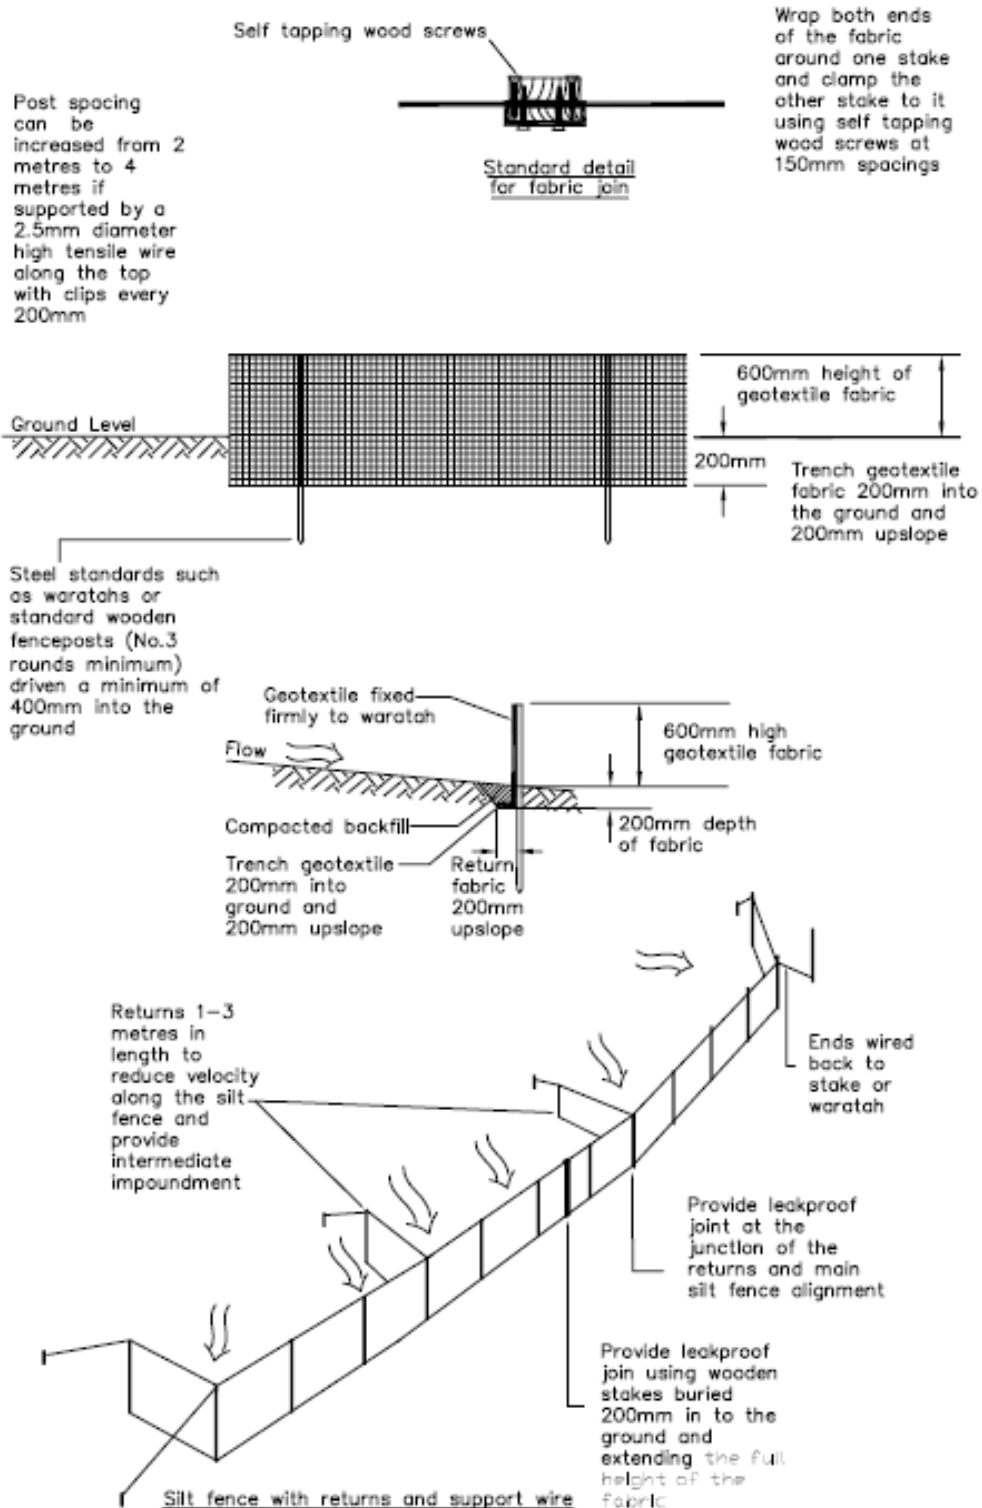 Self tapping wood screws
Wrap both ends
of the fabric
around one stake
and clamp the
other stake to it
using self tapping
wood screws at
150mm spacings
Post spacing
can be
increased from 2
metres to 4
metres if
supported by a
2.5mm diameter
high tensile wire
along the top
with clips every
200mm
Standard detail
for fabric join
600mm height of
geotextile fabric
Ground Level
200mm
Trench geotextile
fabric 200mm into
the ground and
200mm upslope
Steel standards such
as waratahs or
standard wooden
fenceposts (No.3
rounds minimum)
driven a minimum of
400mm into the
ground
Geotextile fixed
firmly to waratah
600mm high
geotextile fabric
Flow
Compacted backfill
200mm depth
of fabric
Trench geotextile
200mm into
ground and
200mm upslope
Return
fabric
200mm
upslope
Returns 1-3
metres in
length to
reduce velocity
along the silt
fence and
provide
intermediate
impoundment
Ends wired
back to
stake or
waratah
Provide leakproof
joint at the
junction of the
returns and main
silt fence alignment
Provide leakproof
join using wooden
stakes buried
200mm in to the
ground and
extending the full
height of the
fabric
Silt fence with returns and support wire